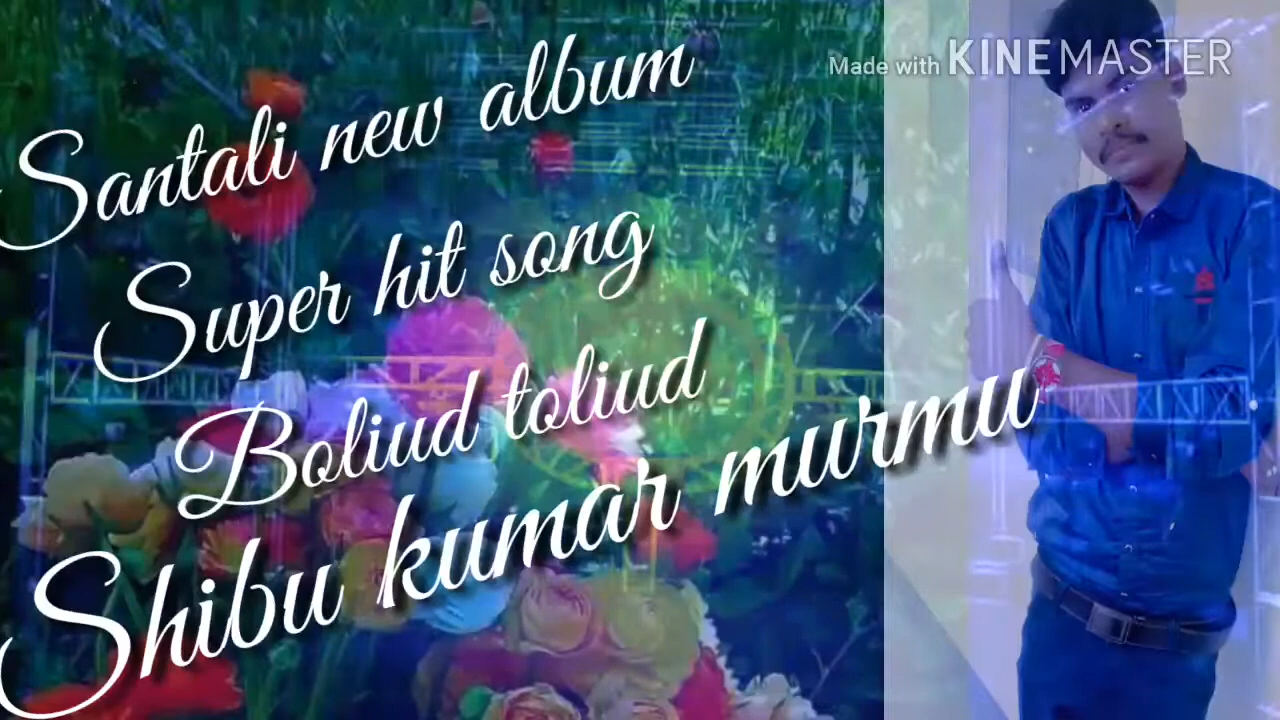 Made with KINEMASTER
Santali new album
Super hit song
Boliud toliud
Shibu kumar murmu